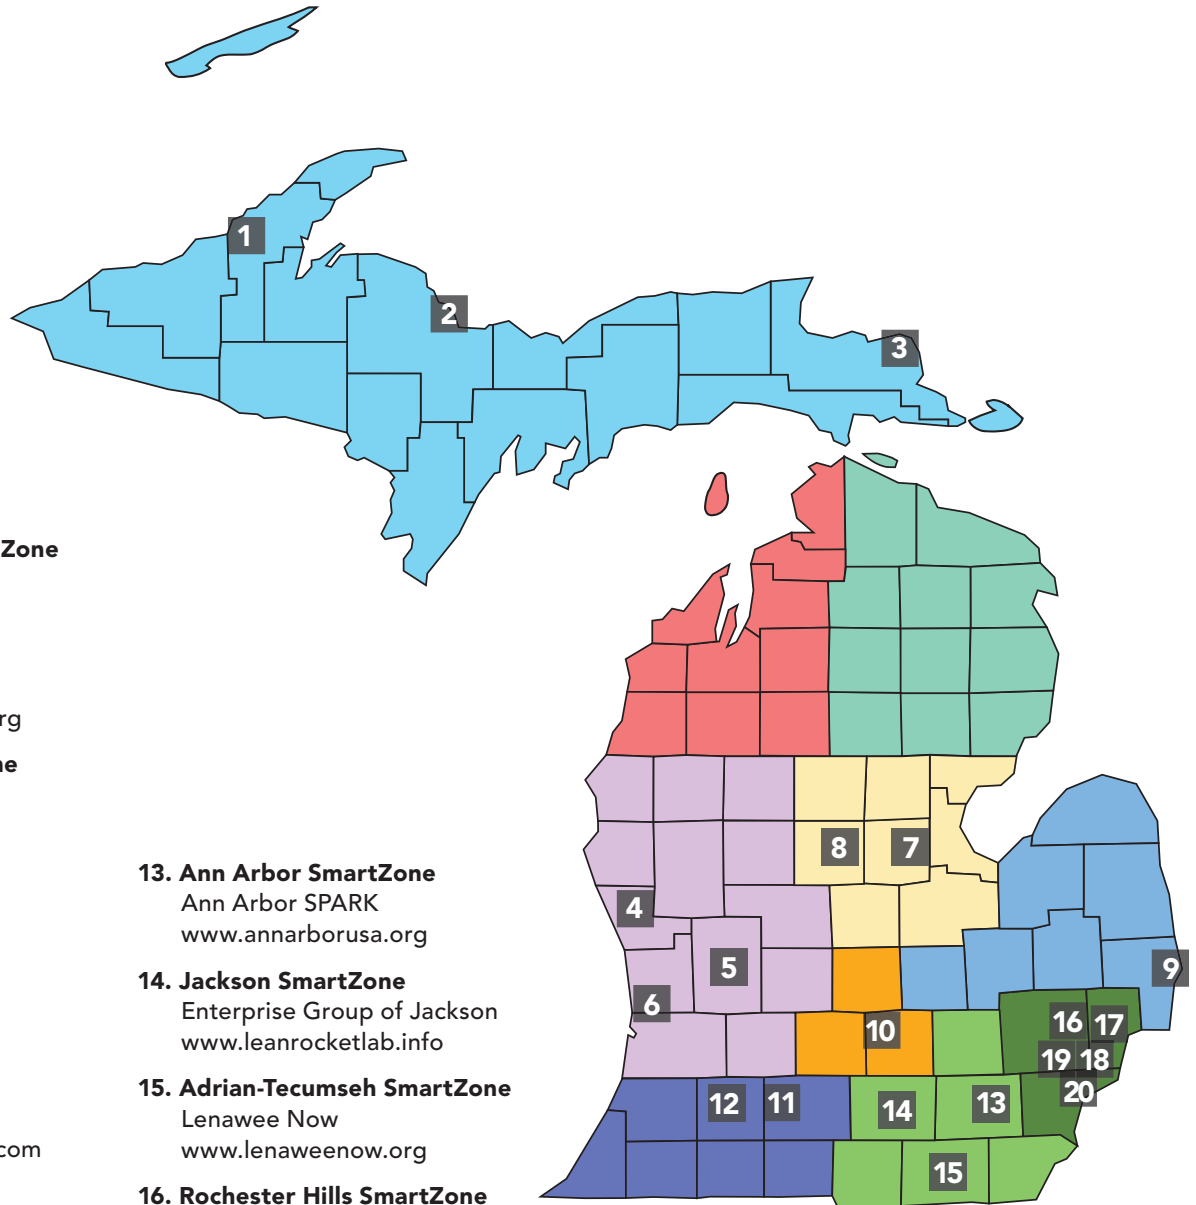 1
2
3
Zone
rg
ne
8
7
4
5
9
6
10
16
17
19
18
20
12
11
14
13
15
13. Ann Arbor SmartZone
Ann Arbor SPARK
www.annarborusa.org
14. Jackson SmartZone
Enterprise Group of Jackson
www.leanrocketlab.info
15. Adrian-Tecumseh SmartZone
Lenawee Now
www.lenaweenow.org
com
16. Rochester Hills SmartZone